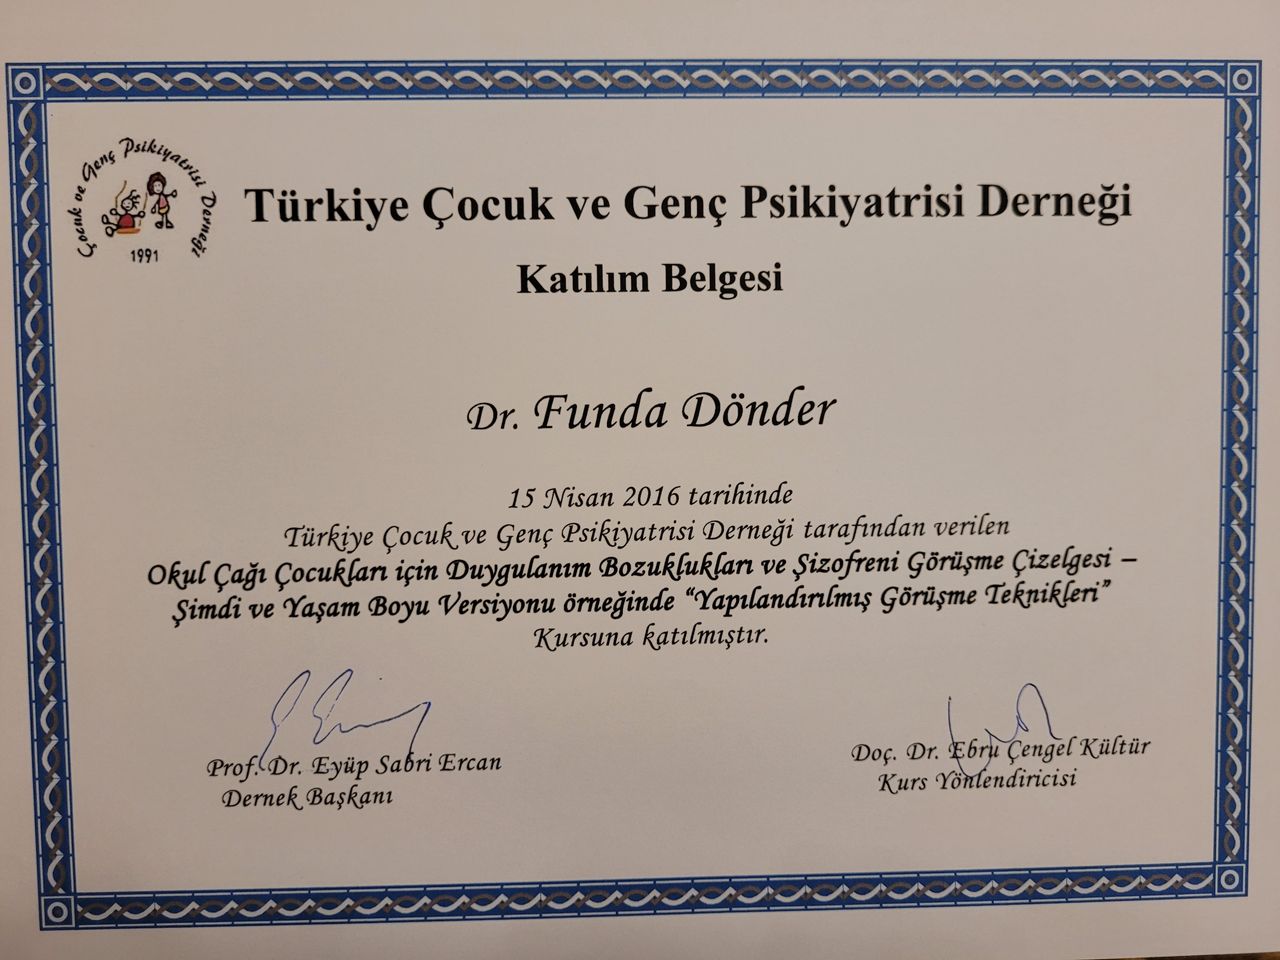 Çocuk ve Genç Psikiyatrisi Derneği
1991
Türkiye Çocuk ve Genç Psikiyatrisi Derneği
Katılım Belgesi
Dr. Funda Dönder
15 Nisan 2016 tarihinde
Türkiye Çocuk ve Genç Psikiyatrisi Derneği tarafından verilen
Okul Çağı Çocukları için Duygulanım Bozuklukları ve Şizofreni Görüşme Çizelgesi –
Şimdi ve Yaşam Boyu Versiyonu örneğinde “Yapılandırılmış Görüşme Teknikleri”
Kursuna katılmıştır.
Prof. Dr. Eyüp Sabri Ercan
Dernek Başkanı
Doç. Dr. Ebru Çengel Kültür
Kurs Yönlendiricisi